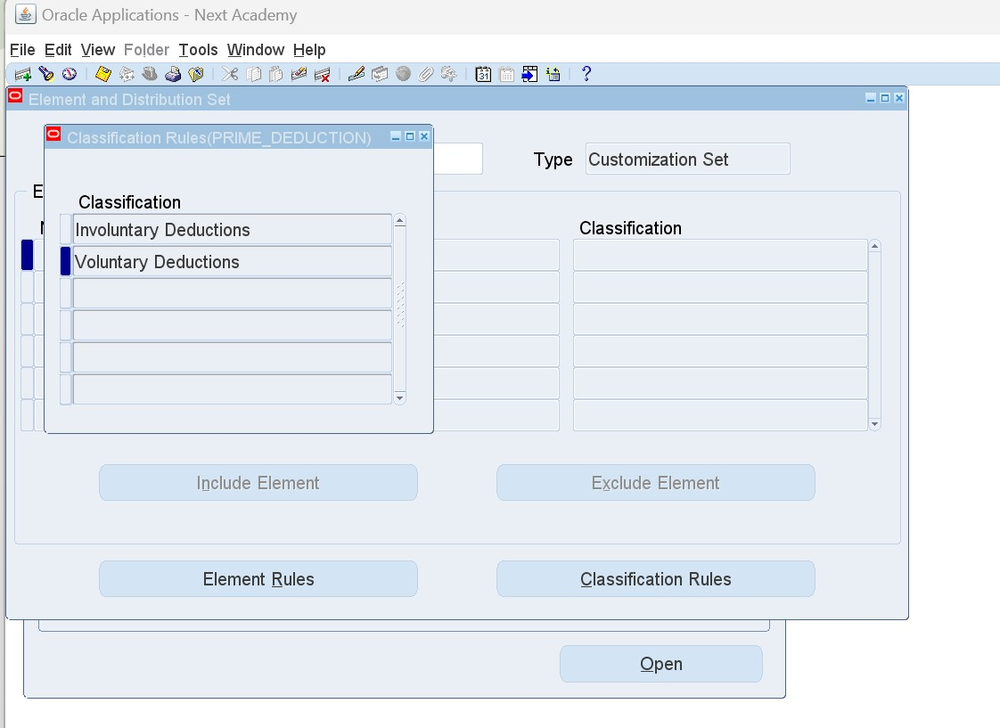 Oracle Applications - Next Academy
File Edit View Folder Tools Window Help
31
?
Element and Distribution Set
Classification Rules(PRIME_DEDUCTION)
Type Customization Set
E
Classification
Involuntary Deductions
Voluntary Deductions
Classification
Include Element Exclude Element
Element Rules Classification Rules
Open